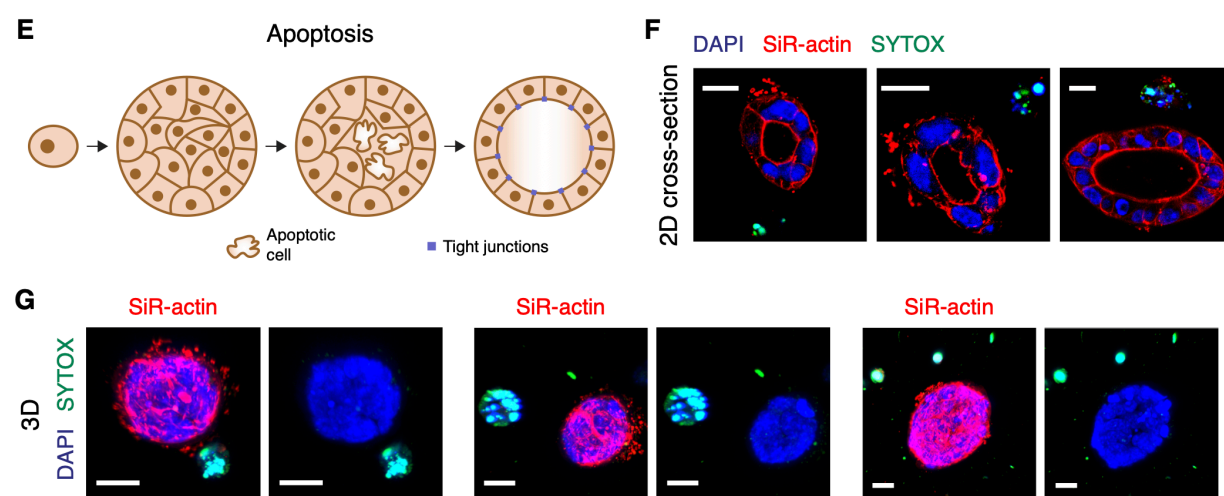 E
Apoptosis
Apoptotic
cell
Tight junctions
F
DAPI SiR-actin SYTOX
2D cross-section
G
SiR-actin SiR-actin SiR-actin
3D
DAPI SYTOX